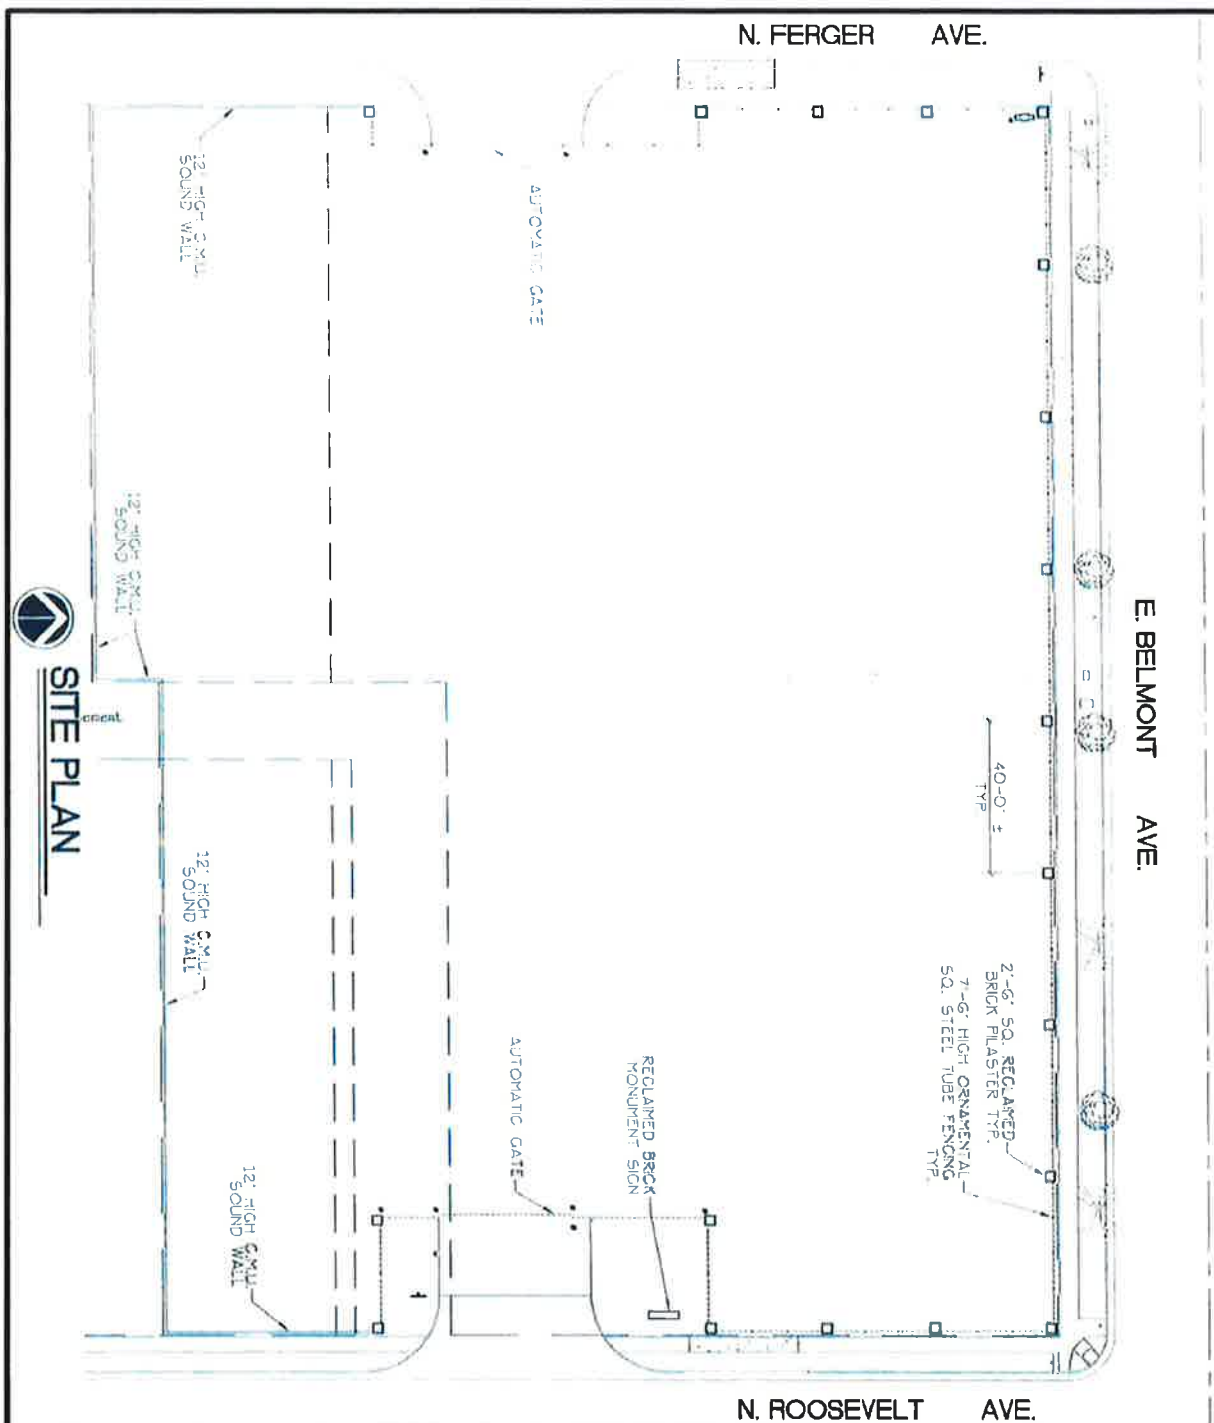 N. FERGER AVE.
12' HIGH C.M.U.
SOUND WALL
AUTOMATIC GATE
12' HIGH C.M.U.
SOUND WALL
E. BELMONT AVE.
40'-0" ±
TYP.
SITE PLAN
12' HIGH C.M.U.
SOUND WALL
2'-6" SQ. RECLAIMED
BRICK PILASTER TYP.
7'-6" HIGH ORNAMENTAL
SQ. STEEL TUBE FENCING
TYP.
RECLAIMED BRICK
MONUMENT SIGN
AUTOMATIC GATE
12' HIGH C.M.U.
SOUND WALL
N. ROOSEVELT AVE.